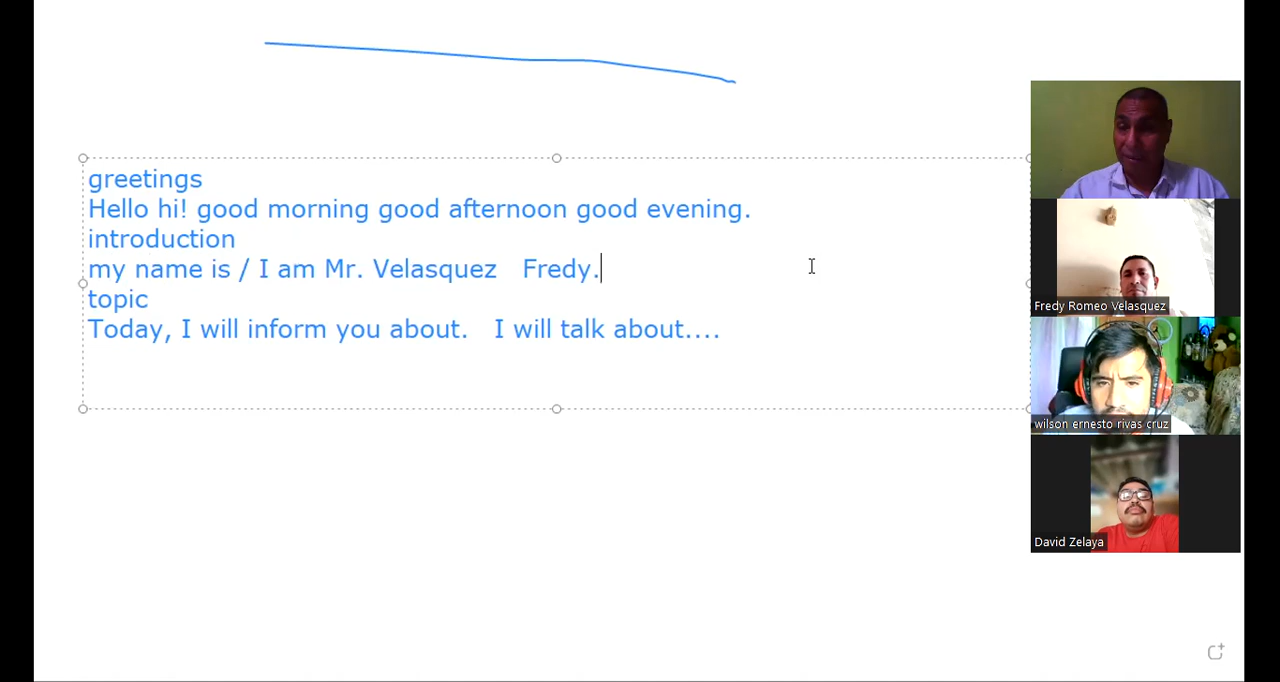 greetings
Hello hi! good morning good afternoon good evening.
introduction
my name is / I am Mr. Velasquez   Fredy.
topic
Today, I will inform you about.   I will talk about....
Fredy Romeo Velasquez
wilson ernesto rivas cruz
David Zelaya